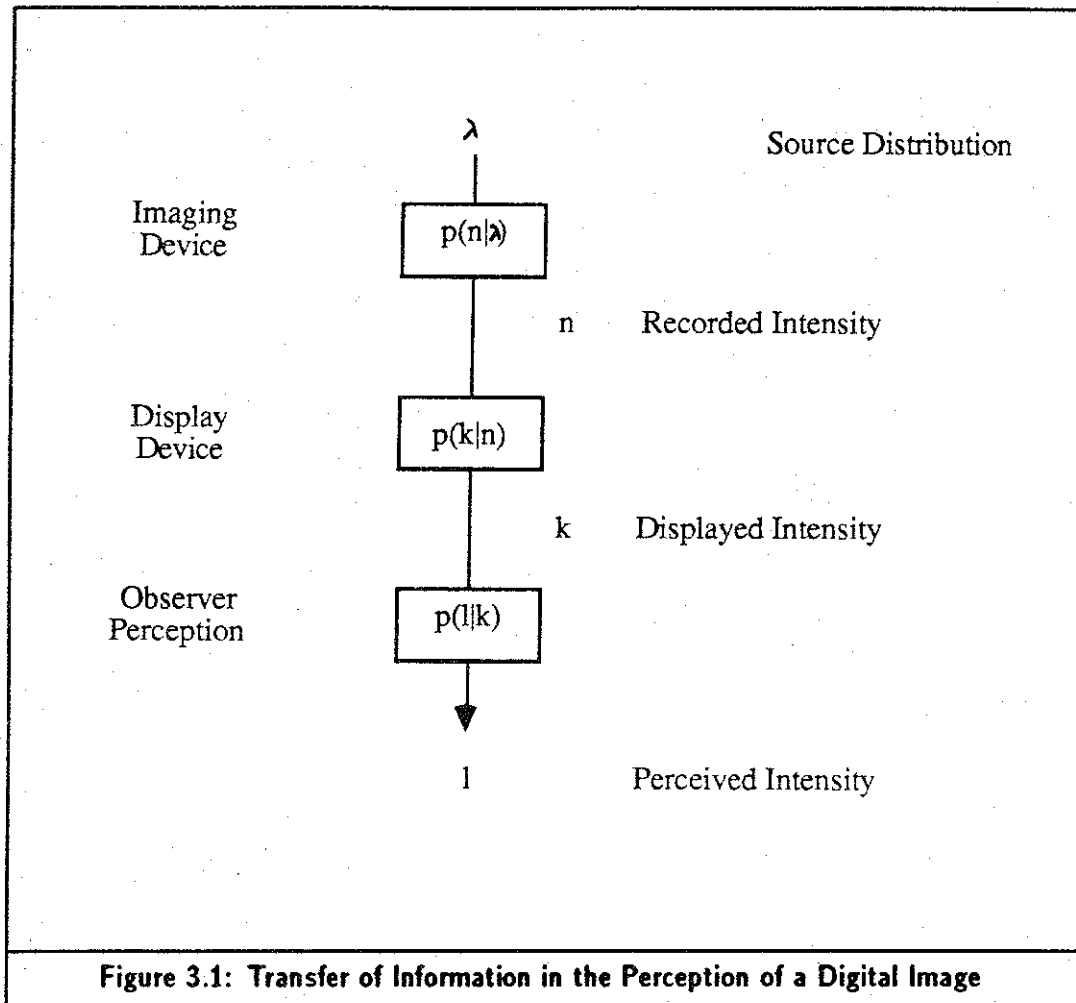 λ
Source Distribution
Imaging
Device
p(n|λ)
n
Recorded Intensity
Display
Device
p(k|n)
k
Displayed Intensity
Observer
Perception
p(l|k)
l
Perceived Intensity
Figure 3.1: Transfer of Information in the Perception of a Digital Image